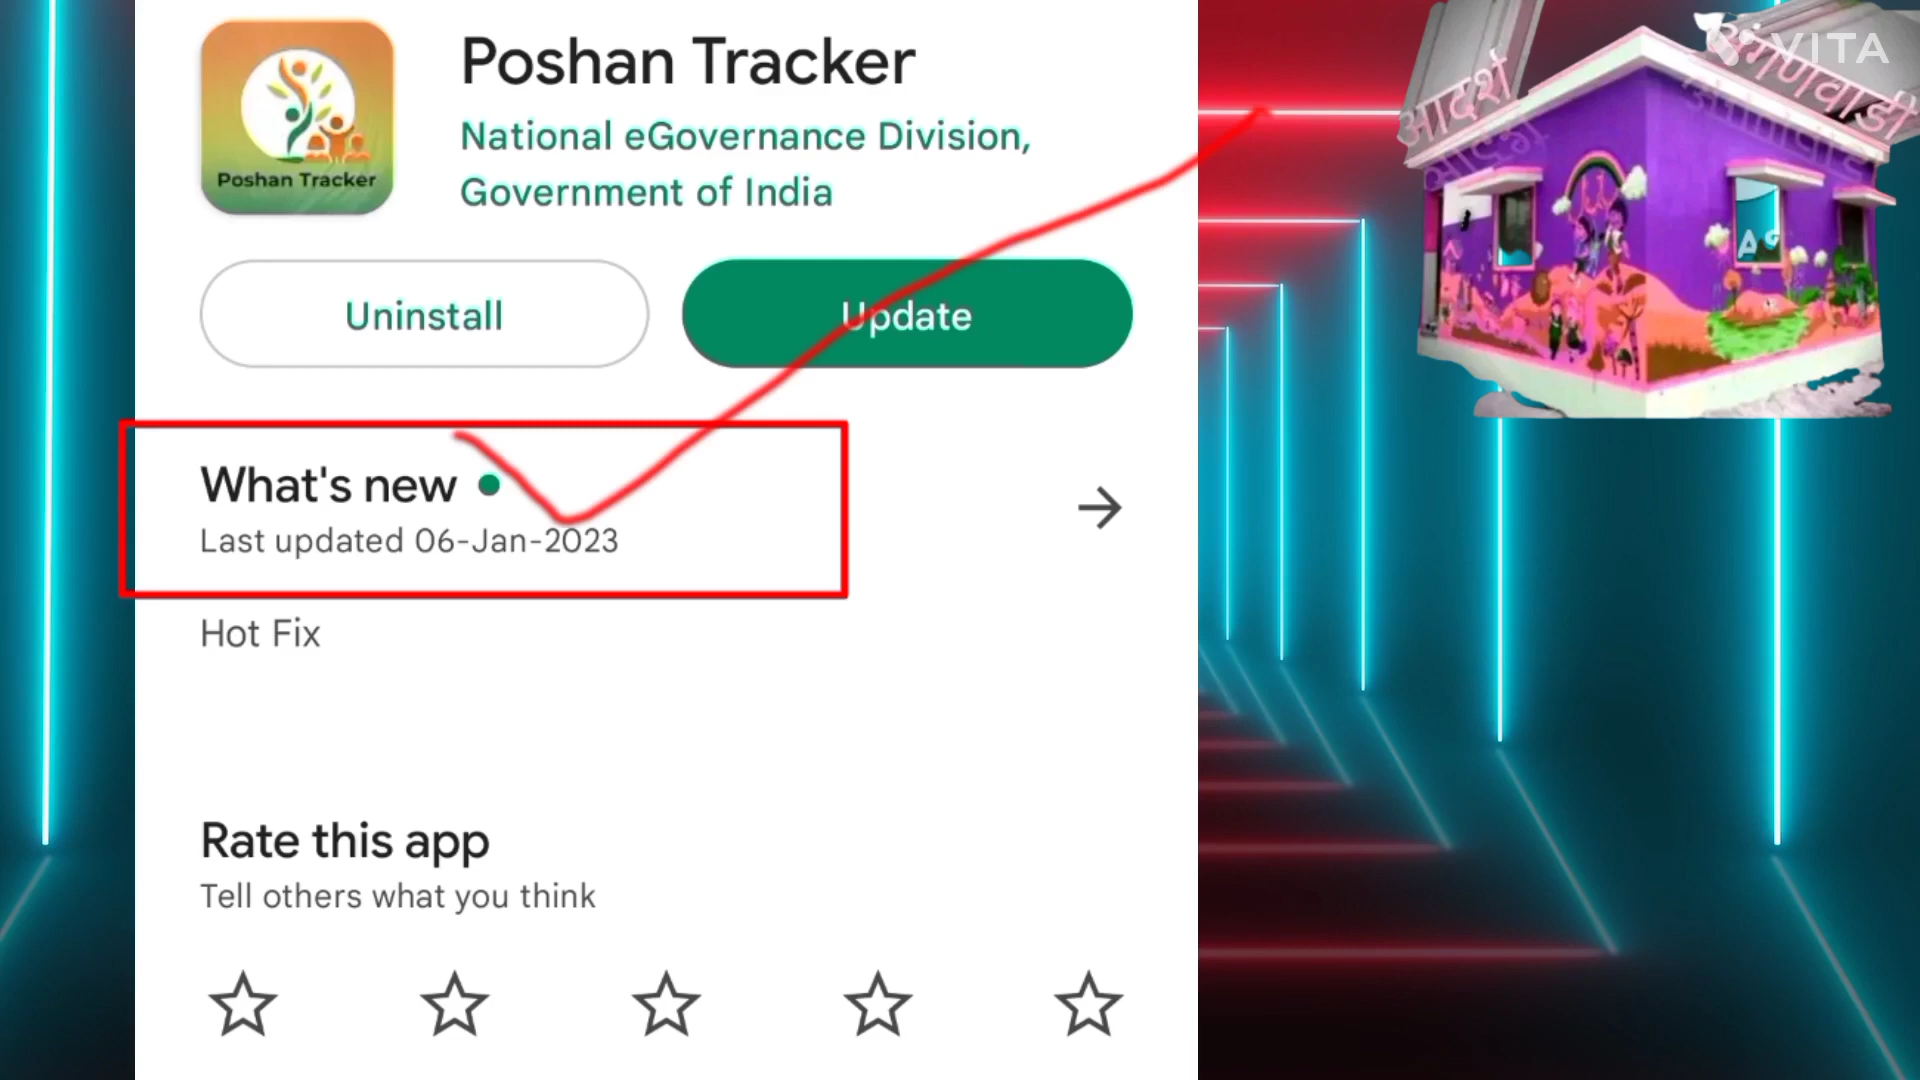 Poshan Tracker
Poshan Tracker
National eGovernance Division,
Government of India
Uninstall
Update
What's new
Last updated 06-Jan-2023
Hot Fix
Rate this app
Tell others what you think
VITA
आदर्श